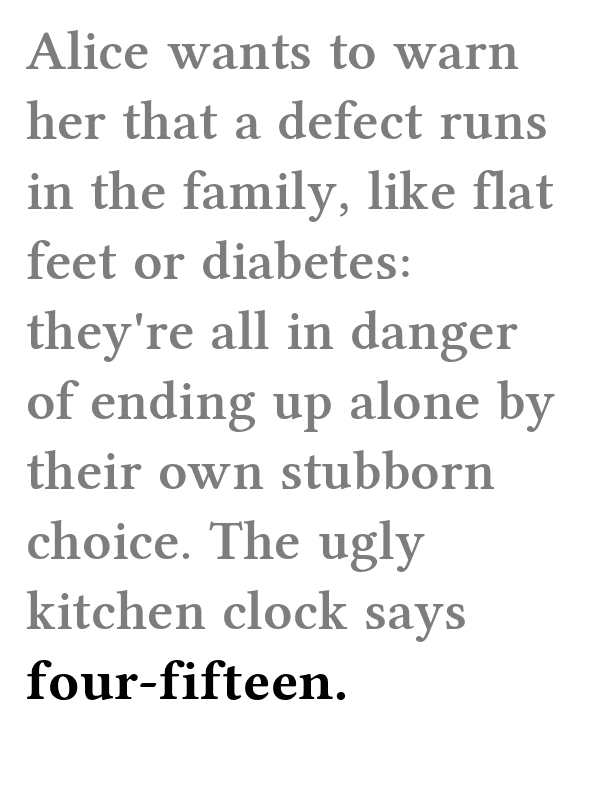 Alice wants to warn
her that a defect runs
in the family, like flat
feet or diabetes:
they're all in danger
of ending up alone by
their own stubborn
choice. The ugly
kitchen clock says
four-fifteen.